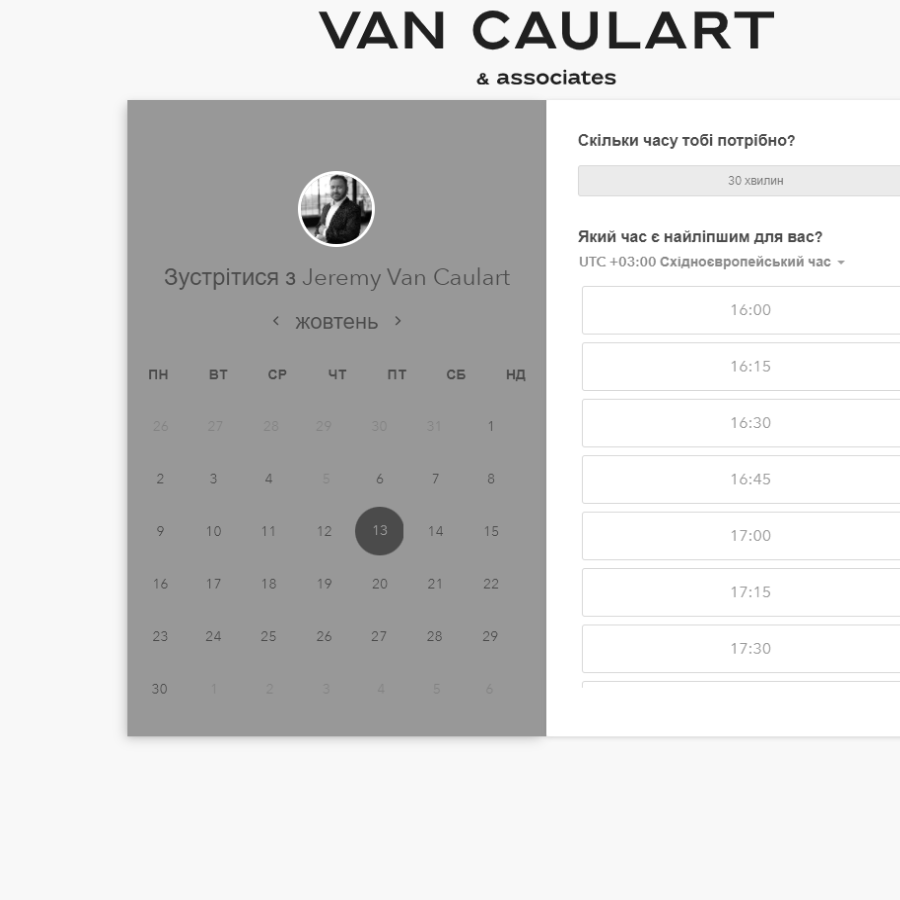 VAN CAULART
& associates
Зустрітися з Jeremy Van Caulart
жовтень
ПН ВТ СР ЧТ ПТ СБ НД
26 27 28 29 30 31 1
2 3 4 5 6 7 8
9 10 11 12 13 14 15
16 17 18 19 20 21 22
23 24 25 26 27 28 29
30 1 2 3 4 5 6
Скільки часу тобі потрібно?
30 хвилин
Який час є найліпшим для вас?
UTC +03:00 Східноєвропейський час
16:00
16:15
16:30
16:45
17:00
17:15
17:30